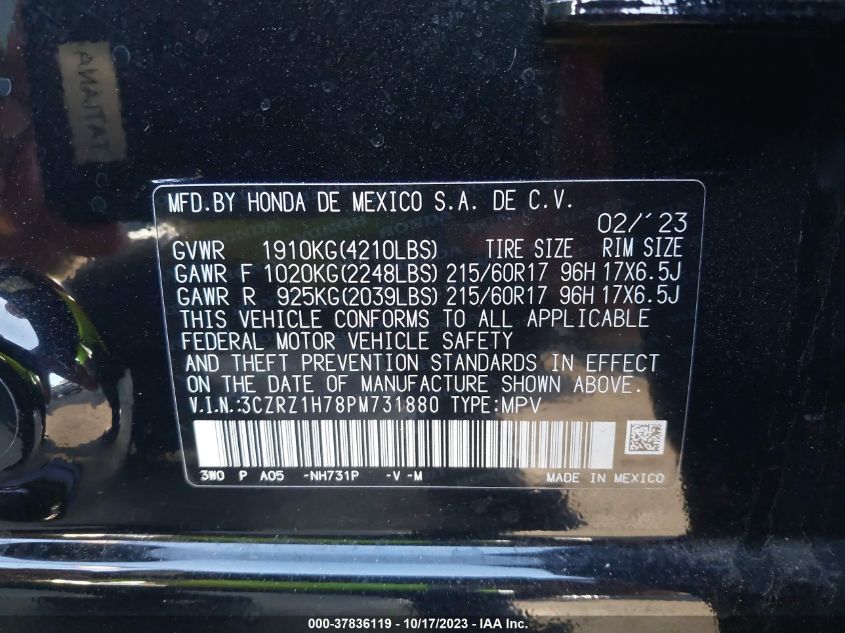 MFD.BY HONDA DE MEXICO S.A. DE C.V.
02/'23
GVWR 1910KG(4210LBS) TIRE SIZE RIM SIZE
GAWR F 1020KG(2248LBS) 215/60R17 96H 17X6.5J
GAWR R 925KG(2039LBS) 215/60R17 96H 17X6.5J
THIS VEHICLE CONFORMS TO ALL APPLICABLE
FEDERAL MOTOR VEHICLE SAFETY
AND THEFT PREVENTION STANDARDS IN EFFECT
ON THE DATE OF MANUFACTURE SHOWN ABOVE.
V.I.N.:3CZRZ1H78PM731880 TYPE:MPV
3W0 P A05 -NH731P -V -M MADE IN MEXICO
000-37836119 - 10/17/2023 - IAA Inc.